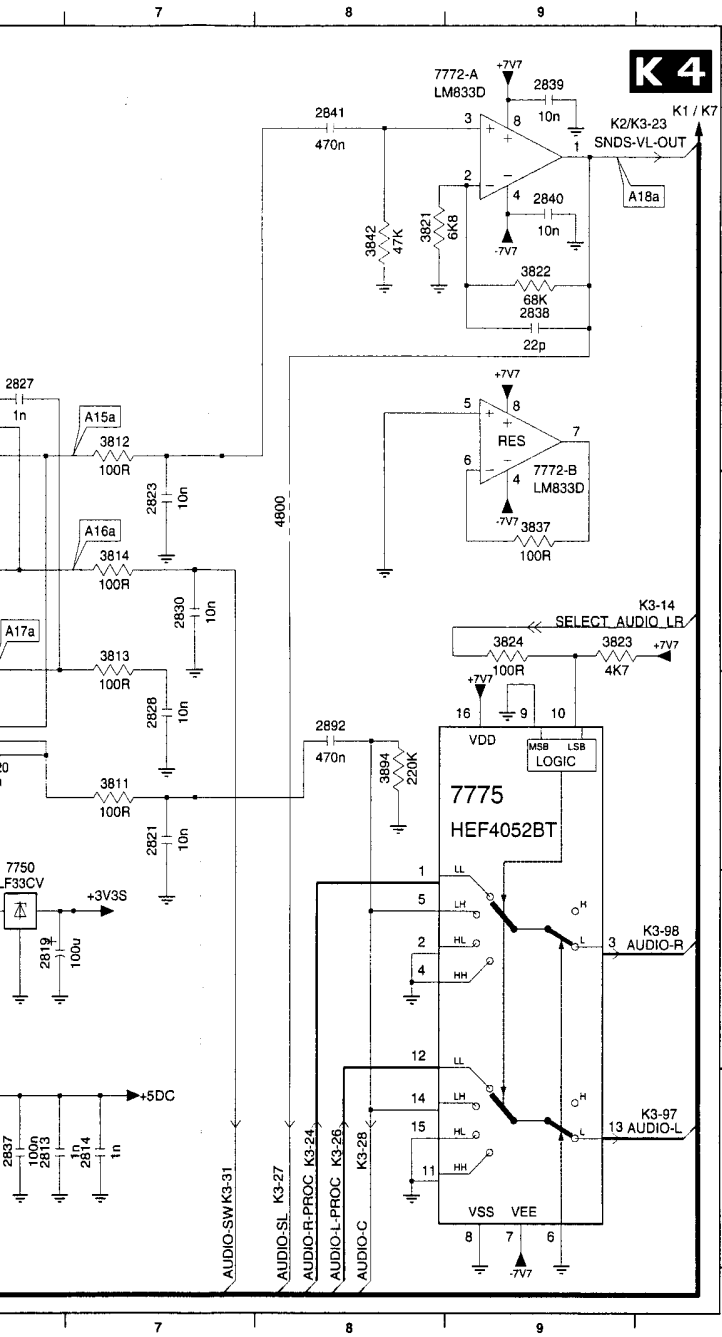 7
8
9
K 4
K1 / K7
7772-A
LM833D
+7V7
2839
10n
K2/K3-23
SNDS-VL-OUT
A18a
2841
470n
3
8
+
+
1
2
−
−
4
2840
10n
-7V7
3842
47K
3821
6K8
3822
68K
2838
22p
2827
1n
A15a
3812
100R
2823
10n
+7V7
5
+
8
+
7
RES
6
−
−
4
7772-B
LM833D
-7V7
3837
100R
4800
A16a
3814
100R
2830
10n
A17a
3813
100R
2828
10n
K3-14
SELECT_AUDIO_LR
3824
100R
3823
4K7
+7V7
+7V7
16
9
10
VDD
MSB
LSB
LOGIC
2892
470n
3894
220K
20
3811
100R
2821
10n
7775
HEF4052BT
7750
LF33CV
+3V3S
2819
+
100u
1
LL
5
LH
2
HL
4
HH
H
L
3
K3-98
AUDIO-R
12
LL
14
LH
15
HL
11
HH
H
L
13
K3-97
AUDIO-L
+5DC
2837
100n
2813
1n
2814
1n
VSS
VEE
8
7
6
-7V7
AUDIO-SW K3-31
AUDIO-SL K3-27
AUDIO-R-PROC K3-24
AUDIO-L-PROC K3-26
AUDIO-C K3-28
7
8
9